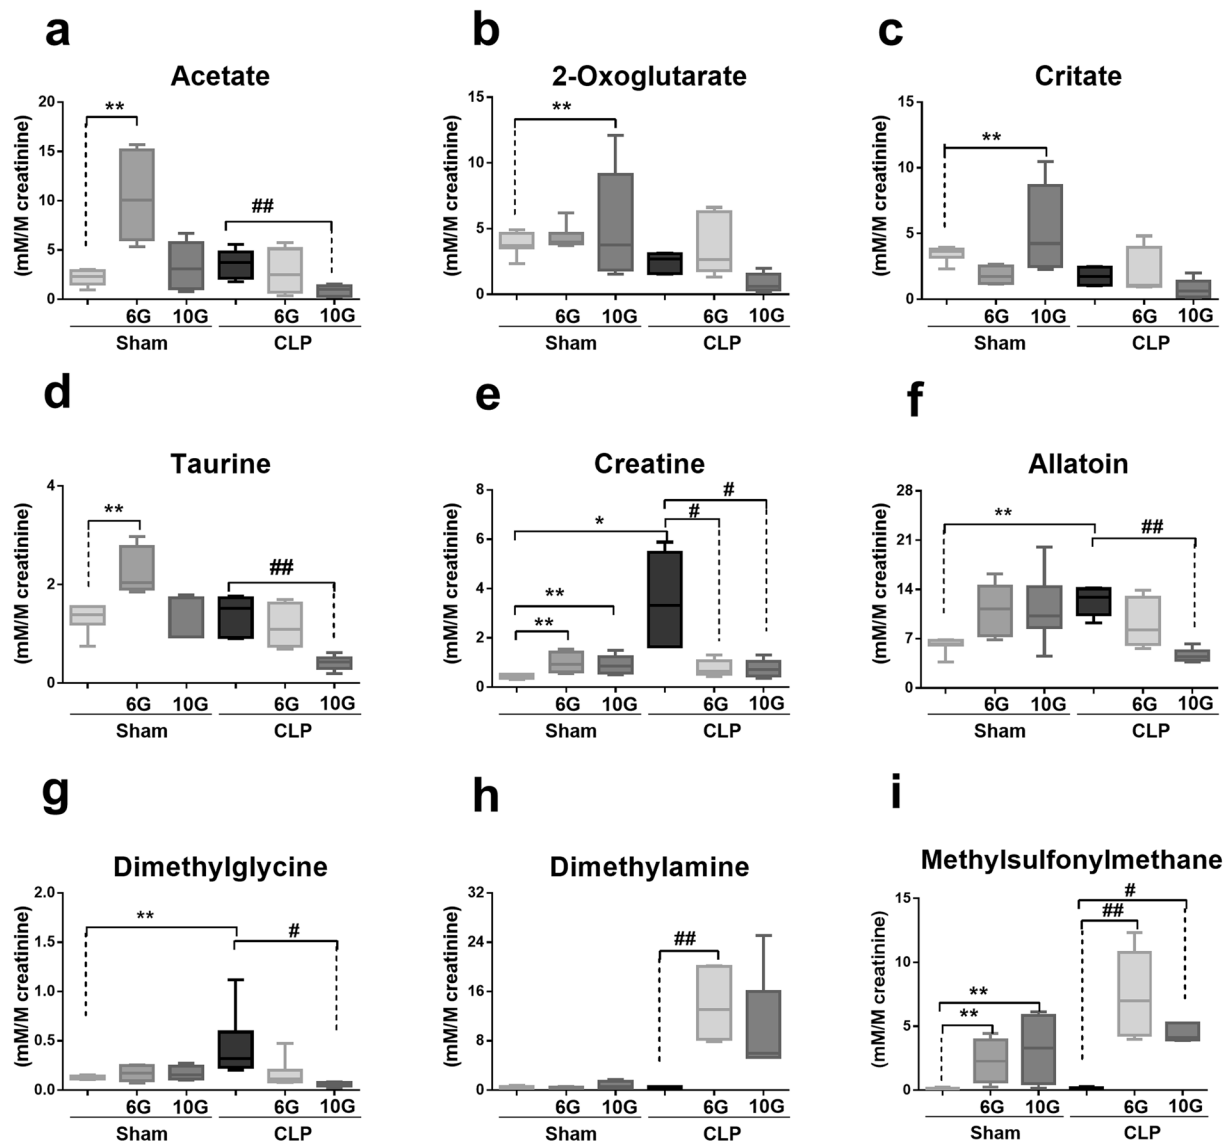 a
Acetate
(mM/M creatinine)
20
15
10
5
0
**
##
6G 10G 6G 10G
Sham CLP
b
2-Oxoglutarate
(mM/M creatinine)
15
10
5
0
**
6G 10G 6G 10G
Sham CLP
c
Critate
(mM/M creatinine)
15
10
5
0
**
6G 10G 6G 10G
Sham CLP
d
Taurine
(mM/M creatinine)
4
2
0
**
##
6G 10G 6G 10G
Sham CLP
e
Creatine
(mM/M creatinine)
8
6
4
2
0
#
#
*
**
**
6G 10G 6G 10G
Sham CLP
f
Allatoin
(mM/M creatinine)
28
21
14
7
0
**
##
6G 10G 6G 10G
Sham CLP
g
Dimethylglycine
(mM/M creatinine)
2.0
1.5
1.0
0.5
0.0
**
#
6G 10G 6G 10G
Sham CLP
h
Dimethylamine
(mM/M creatinine)
32
24
16
8
0
##
6G 10G 6G 10G
Sham CLP
i
Methylsulfonylmethane
(mM/M creatinine)
15
10
5
0
#
##
**
**
6G 10G 6G 10G
Sham CLP